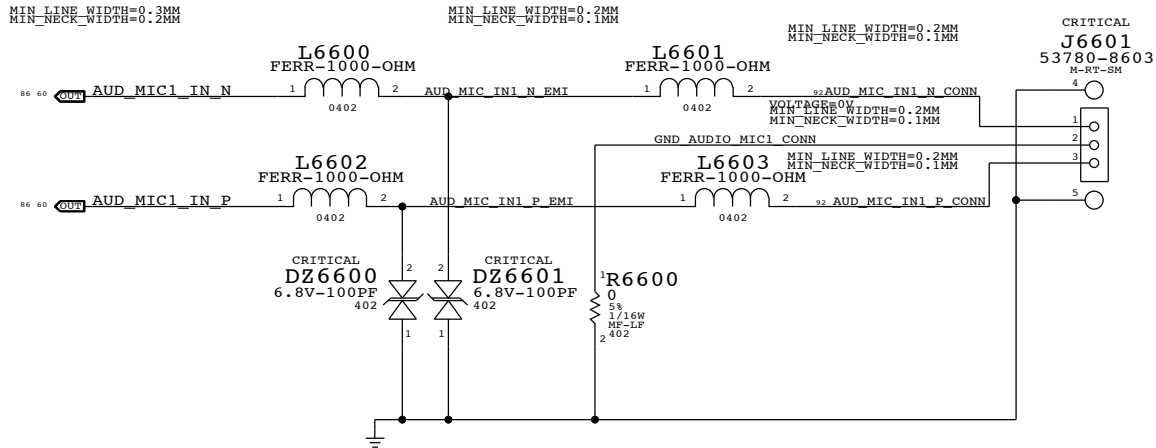 MIN_LINE_WIDTH=0.3MM
MIN_NECK_WIDTH=0.2MM
MIN_LINE_WIDTH=0.2MM
MIN_NECK_WIDTH=0.1MM
MIN_LINE_WIDTH=0.2MM
MIN_NECK_WIDTH=0.1MM
CRITICAL
J6601
53780-8603
M-RT-SM
L6600
FERR-1000-OHM
L6601
FERR-1000-OHM
86 60 OUT AUD_MIC1_IN_N 1 2 AUD_MIC_IN1_N_EMI 1 2 92 AUD_MIC_IN1_N_CONN 4
0402
0402
VOLTAGE=0V
MIN_LINE_WIDTH=0.2MM
MIN_NECK_WIDTH=0.1MM
1
GND_AUDIO_MIC1_CONN 2
L6602
FERR-1000-OHM
L6603
FERR-1000-OHM
MIN_LINE_WIDTH=0.2MM
MIN_NECK_WIDTH=0.1MM
3
86 60 OUT AUD_MIC1_IN_P 1 2 AUD_MIC_IN1_P_EMI 1 2 92 AUD_MIC_IN1_P_CONN 5
0402
0402
CRITICAL
DZ6600
6.8V-100PF
402
2
1
CRITICAL
DZ6601
6.8V-100PF
402
2
1
1
R6600
0
5%
1/16W
MF-LF
402
2